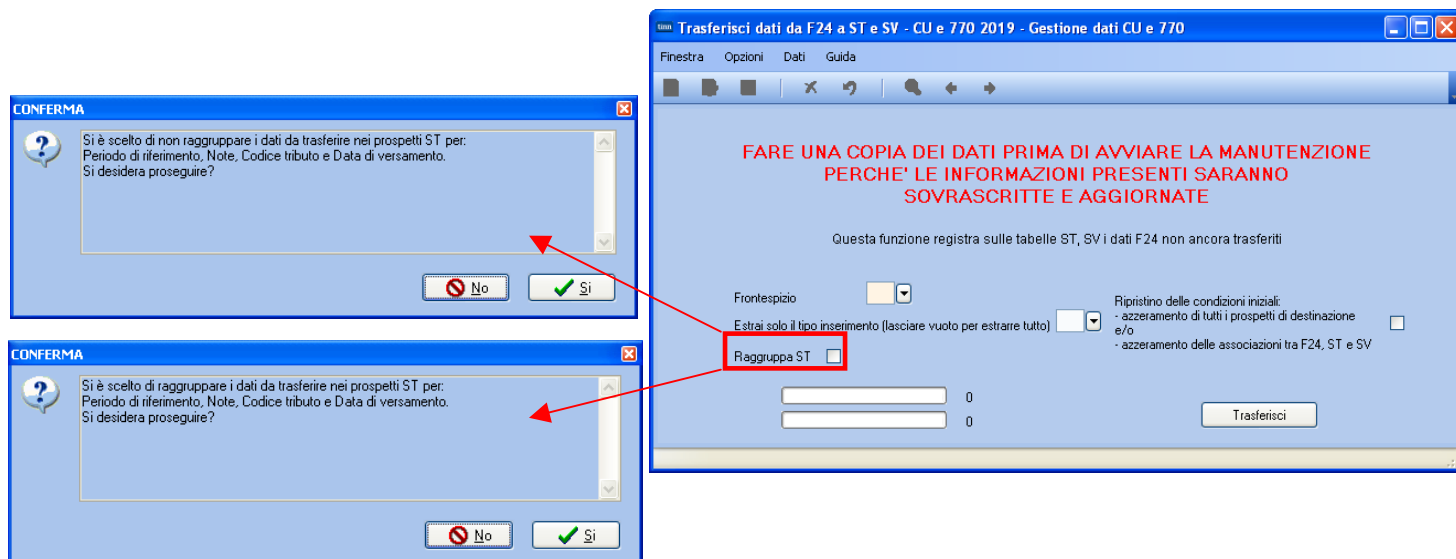 CONFERMA
Si è scelto di non raggruppare i dati da trasferire nei prospetti ST per:
Periodo di riferimento, Note, Codice tributo e Data di versamento.
Si desidera proseguire?
No
Si
CONFERMA
Si è scelto di raggruppare i dati da trasferire nei prospetti ST per:
Periodo di riferimento, Note, Codice tributo e Data di versamento.
Si desidera proseguire?
No
Si
tinn Trasferisci dati da F24 a ST e SV - CU e 770 2019 - Gestione dati CU e 770
Finestra Opzioni Dati Guida
FARE UNA COPIA DEI DATI PRIMA DI AVVIARE LA MANUTENZIONE
PERCHE' LE INFORMAZIONI PRESENTI SARANNO
SOVRASCRITTE E AGGIORNATE
Questa funzione registra sulle tabelle ST, SV i dati F24 non ancora trasferiti
Frontespizio
Estrai solo il tipo inserimento (lasciare vuoto per estrarre tutto)
Raggruppa ST
Ripristino delle condizioni iniziali:
- azzeramento di tutti i prospetti di destinazione
e/o
- azzeramento delle associazioni tra F24, ST e SV
0
0
Trasferisci